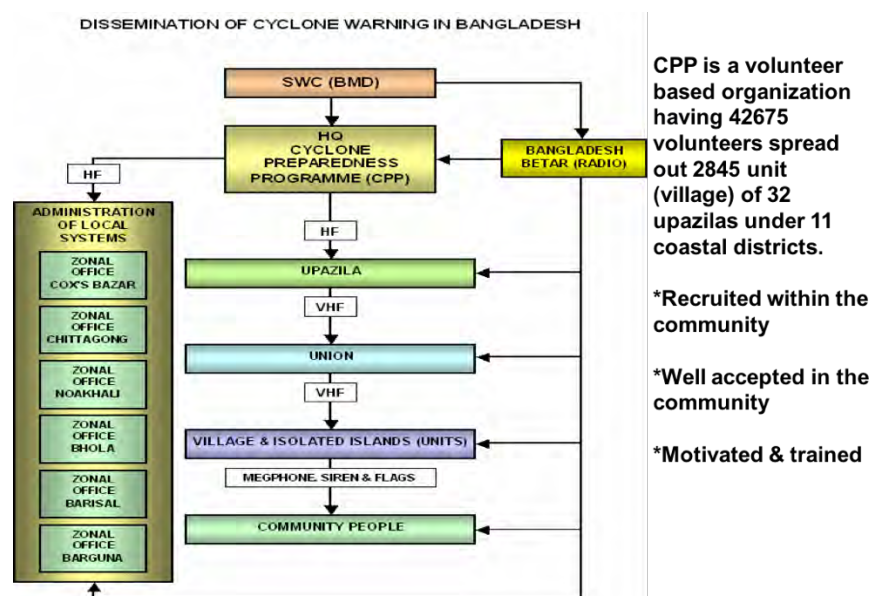 DISSEMINATION OF CYCLONE WARNING IN BANGLADESH
SWC (BMD)
HQ
CYCLONE
PREPAREDNESS
PROGRAMME (CPP)
BANGLADESH
BETAR (RADIO)
HF
ADMINISTRATION
OF LOCAL
SYSTEMS
ZONAL
OFFICE
COX'S BAZAR
ZONAL
OFFICE
CHITTAGONG
ZONAL
OFFICE
NOAKHALI
ZONAL
OFFICE
BHOLA
ZONAL
OFFICE
BARISAL
ZONAL
OFFICE
BARGUNA
HF
UPAZILA
VHF
UNION
VHF
VILLAGE & ISOLATED ISLANDS (UNITS)
MEGPHONE, SIREN & FLAGS
COMMUNITY PEOPLE
CPP is a volunteer
based organization
having 42675
volunteers spread
out 2845 unit
(village) of 32
upazilas under 11
coastal districts.
*Recruited within the
community
*Well accepted in the
community
*Motivated & trained